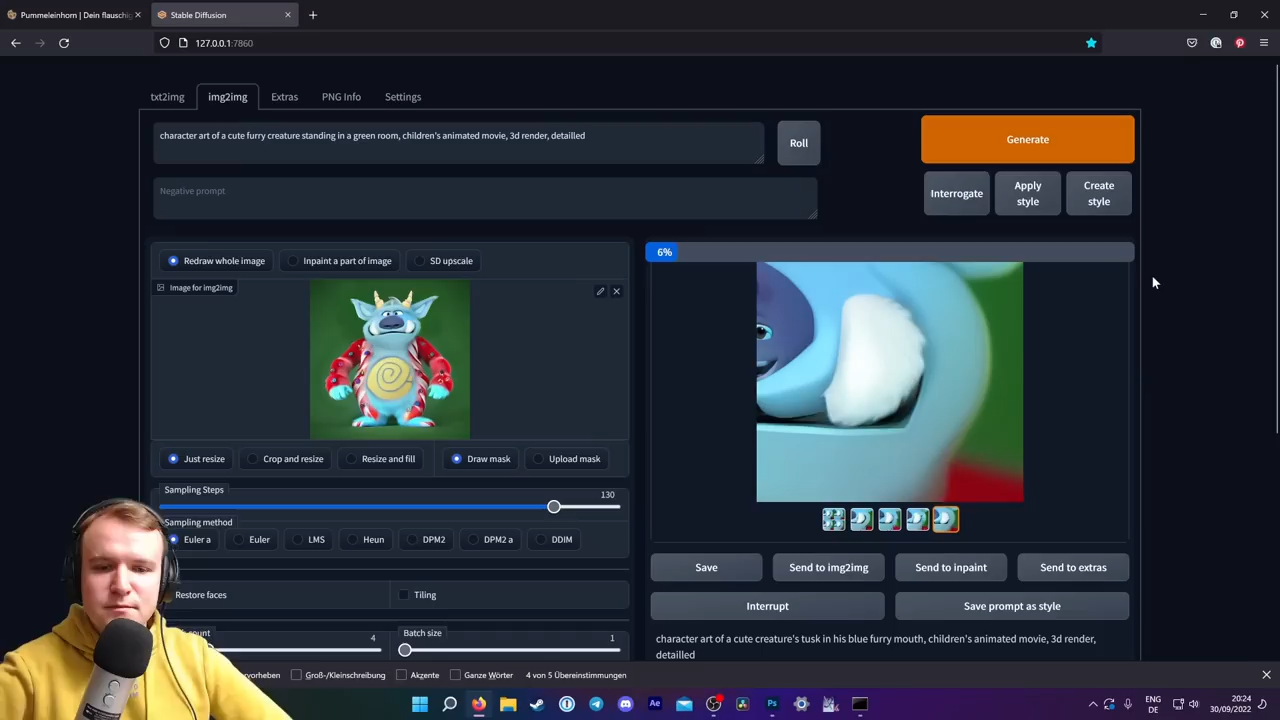 Pummeleinhorn | Dein flauschig
Stable Diffusion
127.0.0.1:7860
txt2img
img2img
Extras
PNG Info
Settings
character art of a cute furry creature standing in a green room, children's animated movie, 3d render, detailled
Roll
Generate
Negative prompt
Interrogate
Apply
style
Create
style
Redraw whole image
Inpaint a part of image
SD upscale
6%
Image for img2img
Just resize
Crop and resize
Resize and fill
Draw mask
Upload mask
Sampling Steps
130
Sampling method
Euler a
Euler
LMS
Heun
DPM2
DPM2 a
DDIM
Restore faces
Tiling
Save
Send to img2img
Send to inpaint
Send to extras
Interrupt
Save prompt as style
count
4
Batch size
1
character art of a cute creature's tusk in his blue furry mouth, children's animated movie, 3d render,
detailled
Groß-/Kleinschreibung
Akzente
Ganze Wörter
4 von 5 Übereinstimmungen
ENG
DE
20:24
30/09/2022